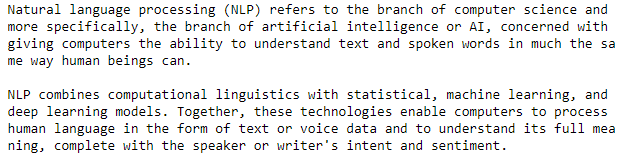 Natural language processing (NLP) refers to the branch of computer science and
more specifically, the branch of artificial intelligence or AI, concerned with
giving computers the ability to understand text and spoken words in much the sa
me way human beings can.

NLP combines computational linguistics with statistical, machine learning, and
deep learning models. Together, these technologies enable computers to process
human language in the form of text or voice data and to understand its full mea
ning, complete with the speaker or writer's intent and sentiment.